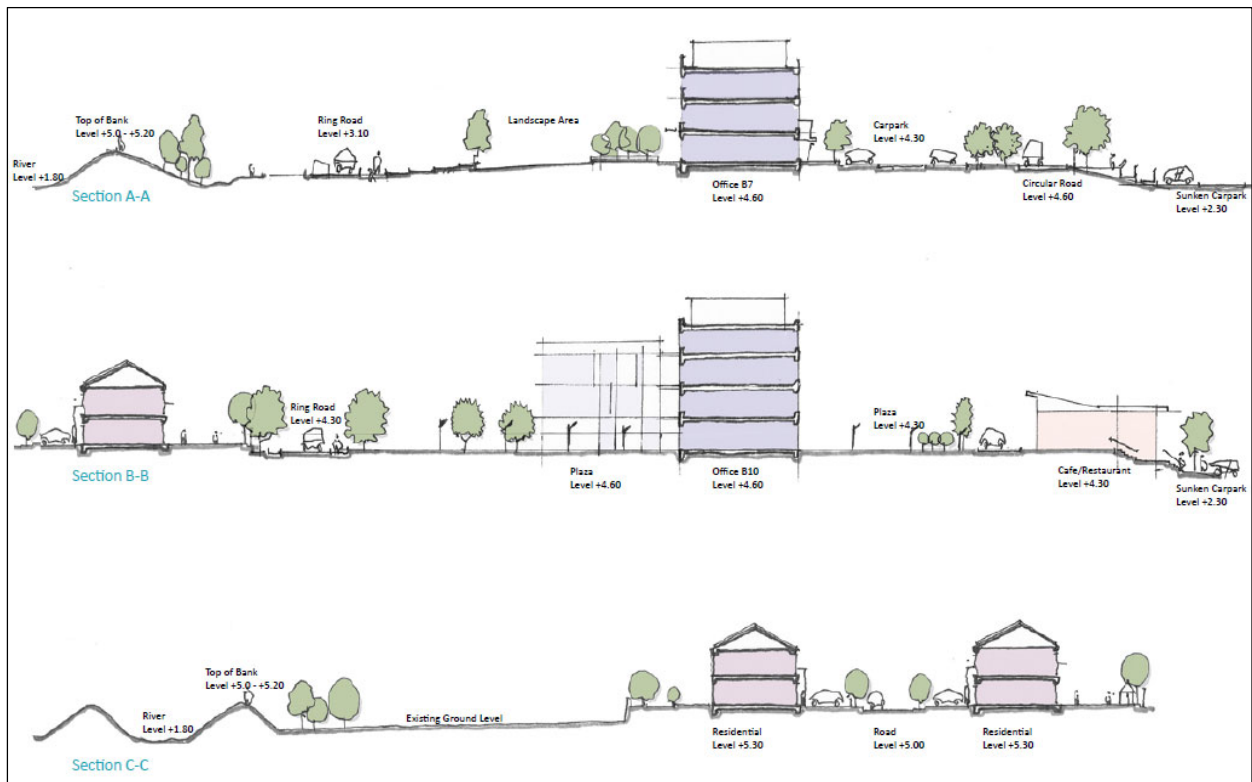 Top of Bank
Level +5.0 - +5.20
River
Level +1.80
Ring Road
Level +3.10
Landscape Area
Carpark
Level +4.30
Office B7
Level +4.60
Circular Road
Level +4.60
Sunken Carpark
Level +2.30
Section A-A
Ring Road
Level +4.30
Plaza
Level +4.30
Plaza
Level +4.60
Office B10
Level +4.60
Cafe/Restaurant
Level +4.30
Sunken Carpark
Level +2.30
Section B-B
Top of Bank
Level +5.0 - +5.20
River
Level +1.80
Existing Ground Level
Residential
Level +5.30
Road
Level +5.00
Residential
Level +5.30
Section C-C